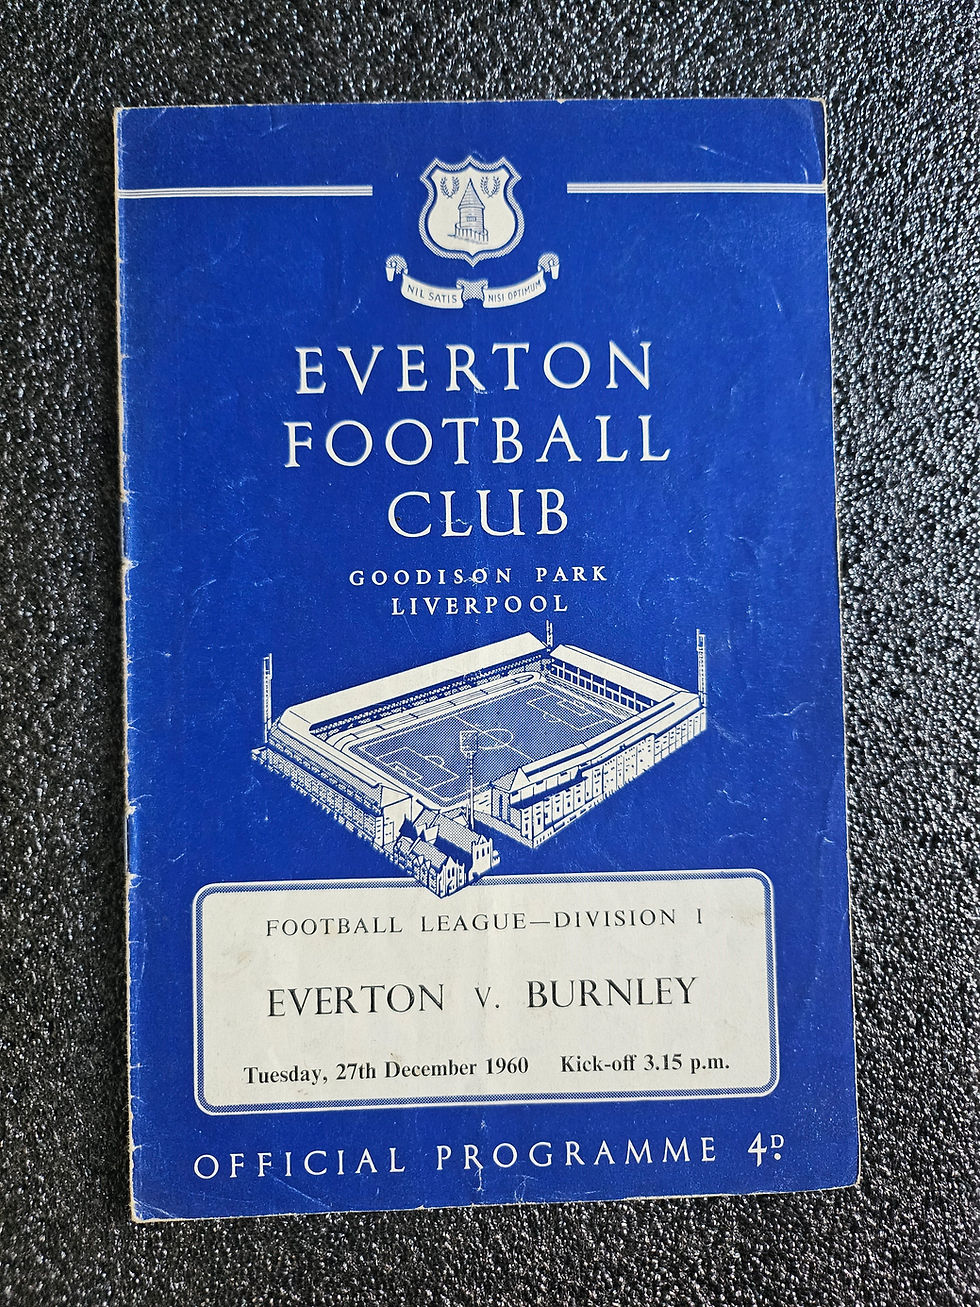 NIL SATIS NISI OPTIMUM
EVERTON
FOOTBALL
CLUB
GOODISON PARK
LIVERPOOL
FOOTBALL LEAGUE—DIVISION I
EVERTON V. BURNLEY
Tuesday, 27th December 1960 Kick-off 3.15 p.m.
OFFICIAL PROGRAMME 4D.